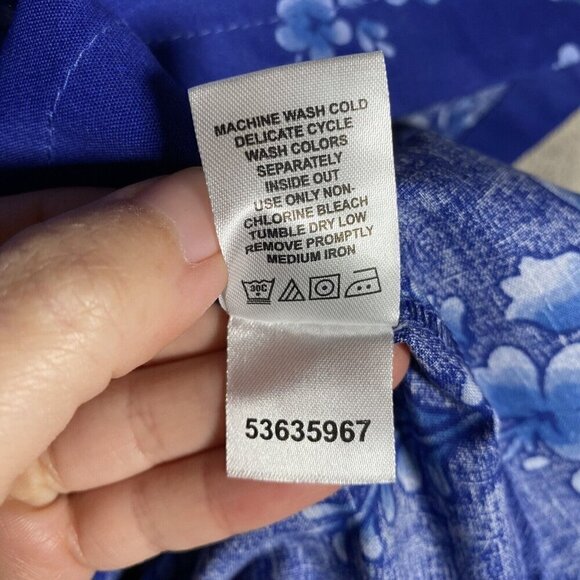 MACHINE WASH COLD
DELICATE CYCLE
WASH COLORS
SEPARATELY
INSIDE OUT
USE ONLY NON-
CHLORINE BLEACH
TUMBLE DRY LOW
REMOVE PROMPTLY
MEDIUM IRON
30C
53635967